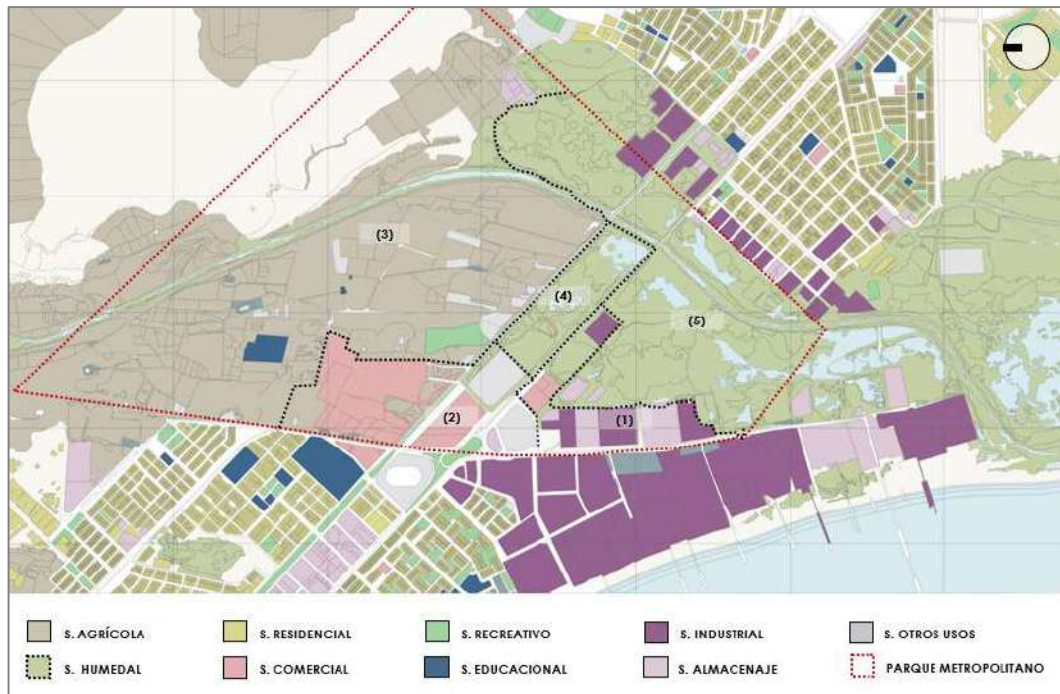 (3)
(4)
(5)
(2)
(1)
S. AGRÍCOLA
S. RESIDENCIAL
S. RECREATIVO
S. INDUSTRIAL
S. OTROS USOS
S. HUMEDAL
S. COMERCIAL
S. EDUCACIONAL
S. ALMACENAJE
PARQUE METROPOLITANO